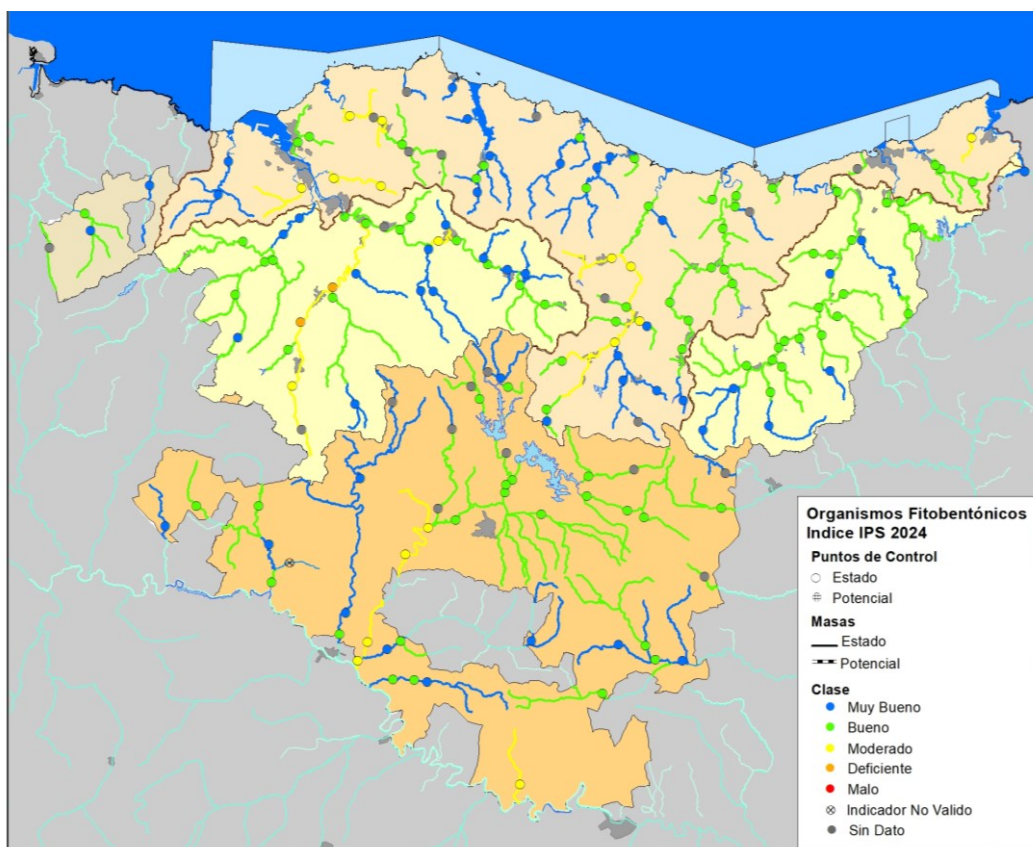 Organismos Fitobentónicos
Indice IPS 2024
Puntos de Control
Estado
Potencial
Masas
Estado
Potencial
Clase
Muy Bueno
Bueno
Moderado
Deficiente
Malo
Indicador No Valido
Sin Dato